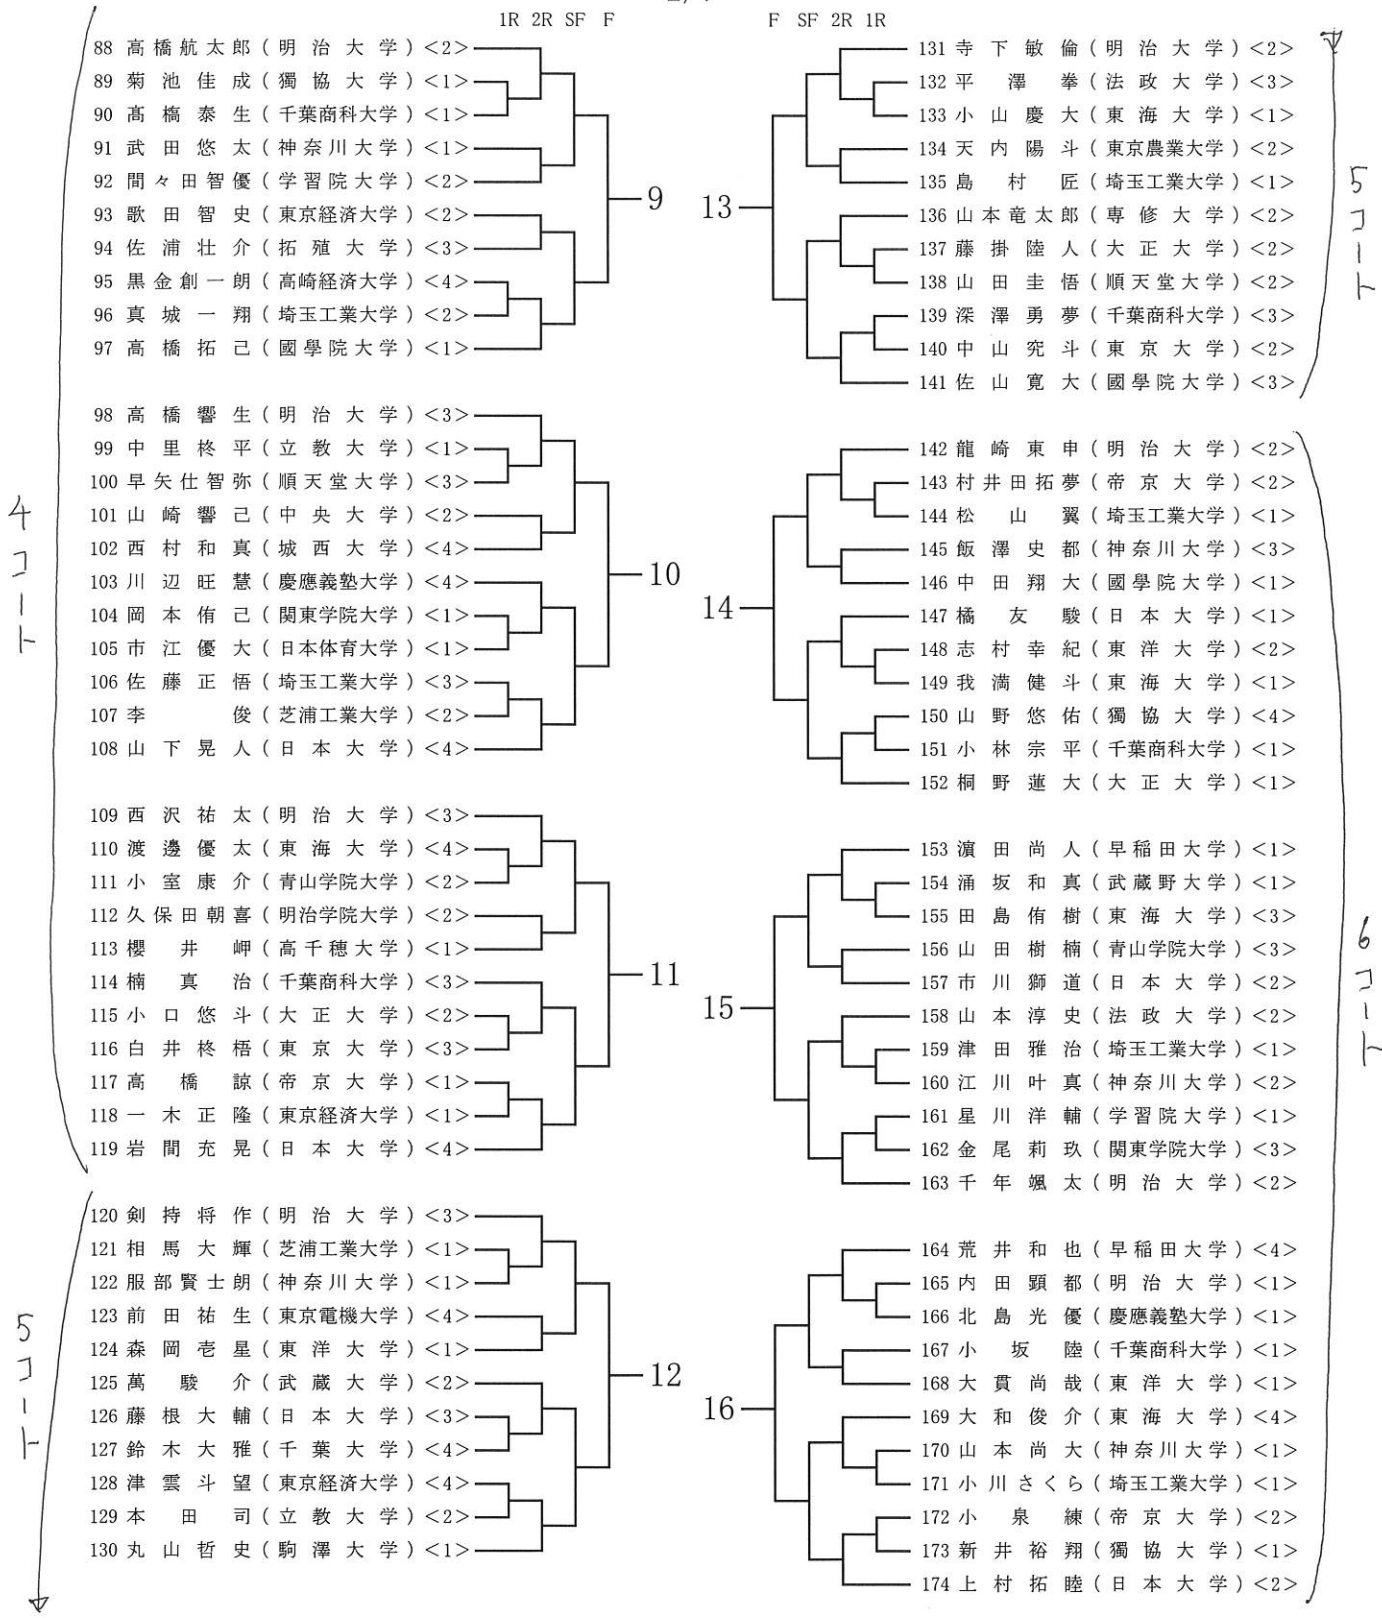 1R 2R SF F
88 高橋航太郎 ( 明治大学 ) <2>
89 菊池佳成 ( 獨協大学 ) <1>
90 髙橋泰生 ( 千葉商科大学 ) <1>
91 武田悠太 ( 神奈川大学 ) <1>
92 間々田智優 ( 学習院大学 ) <2>
93 歌田智史 ( 東京経済大学 ) <2>
94 佐浦壮介 ( 拓殖大学 ) <3>
95 黒金創一朗 ( 高崎経済大学 ) <4>
96 真城一翔 ( 埼玉工業大学 ) <2>
97 高橋拓己 ( 國學院大学 ) <1>
9
98 高橋響生 ( 明治大学 ) <3>
99 中里柊平 ( 立教大学 ) <1>
100 早矢仕智弥 ( 順天堂大学 ) <3>
101 山崎響己 ( 中央大学 ) <2>
102 西村和真 ( 城西大学 ) <4>
103 川辺旺慧 ( 慶應義塾大学 ) <4>
104 岡本侑己 ( 関東学院大学 ) <1>
105 市江優大 ( 日本体育大学 ) <1>
106 佐藤正悟 ( 埼玉工業大学 ) <3>
107 李俊 ( 芝浦工業大学 ) <2>
108 山下晃人 ( 日本大学 ) <4>
10
109 西沢祐太 ( 明治大学 ) <3>
110 渡邊優太 ( 東海大学 ) <4>
111 小室康介 ( 青山学院大学 ) <2>
112 久保田朝喜 ( 明治学院大学 ) <2>
113 櫻井岬 ( 高千穂大学 ) <1>
114 楠真治 ( 千葉商科大学 ) <3>
115 小口悠斗 ( 大正大学 ) <2>
116 白井柊梧 ( 東京大学 ) <3>
117 高橋諒 ( 帝京大学 ) <1>
118 一木正隆 ( 東京経済大学 ) <1>
119 岩間充晃 ( 日本大学 ) <4>
11
4コート
120 剣持将作 ( 明治大学 ) <3>
121 相馬大輝 ( 芝浦工業大学 ) <1>
122 服部賢士朗 ( 神奈川大学 ) <1>
123 前田祐生 ( 東京電機大学 ) <4>
124 森岡壱星 ( 東洋大学 ) <1>
125 萬駿介 ( 武蔵大学 ) <2>
126 藤根大輔 ( 日本大学 ) <3>
127 鈴木大雅 ( 千葉大学 ) <4>
128 津雲斗望 ( 東京経済大学 ) <4>
129 本田司 ( 立教大学 ) <2>
130 丸山哲史 ( 駒澤大学 ) <1>
12
5コート
F SF 2R 1R
131 寺下敏倫 ( 明治大学 ) <2>
132 平澤拳 ( 法政大学 ) <3>
133 小山慶大 ( 東海大学 ) <1>
134 天内陽斗 ( 東京農業大学 ) <2>
135 島村匠 ( 埼玉工業大学 ) <1>
136 山本竜太郎 ( 専修大学 ) <2>
137 藤掛陸人 ( 大正大学 ) <2>
138 山田圭悟 ( 順天堂大学 ) <2>
139 深澤勇夢 ( 千葉商科大学 ) <3>
140 中山究斗 ( 東京大学 ) <2>
141 佐山寛大 ( 國學院大学 ) <3>
13
5コート
142 龍崎東申 ( 明治大学 ) <2>
143 村井田拓夢 ( 帝京大学 ) <2>
144 松山翼 ( 埼玉工業大学 ) <1>
145 飯澤史都 ( 神奈川大学 ) <3>
146 中田翔大 ( 國學院大学 ) <1>
147 橘友駿 ( 日本大学 ) <1>
148 志村幸紀 ( 東洋大学 ) <2>
149 我満健斗 ( 東海大学 ) <1>
150 山野悠佑 ( 獨協大学 ) <4>
151 小林宗平 ( 千葉商科大学 ) <1>
152 桐野蓮大 ( 大正大学 ) <1>
14
153 濵田尚人 ( 早稲田大学 ) <1>
154 涌坂和真 ( 武蔵野大学 ) <1>
155 田島侑樹 ( 東海大学 ) <3>
156 山田樹楠 ( 青山学院大学 ) <3>
157 市川獅道 ( 日本大学 ) <2>
158 山本淳史 ( 法政大学 ) <2>
159 津田雅治 ( 埼玉工業大学 ) <1>
160 江川叶真 ( 神奈川大学 ) <2>
161 星川洋輔 ( 学習院大学 ) <1>
162 金尾莉玖 ( 関東学院大学 ) <3>
163 千年颯太 ( 明治大学 ) <2>
15
6コート
164 荒井和也 ( 早稲田大学 ) <4>
165 内田顕都 ( 明治大学 ) <1>
166 北島光優 ( 慶應義塾大学 ) <1>
167 小坂陸 ( 千葉商科大学 ) <1>
168 大貫尚哉 ( 東洋大学 ) <1>
169 大和俊介 ( 東海大学 ) <4>
170 山本尚大 ( 神奈川大学 ) <1>
171 小川さくら ( 埼玉工業大学 ) <1>
172 小泉練 ( 帝京大学 ) <2>
173 新井裕翔 ( 獨協大学 ) <1>
174 上村拓睦 ( 日本大学 ) <2>
16